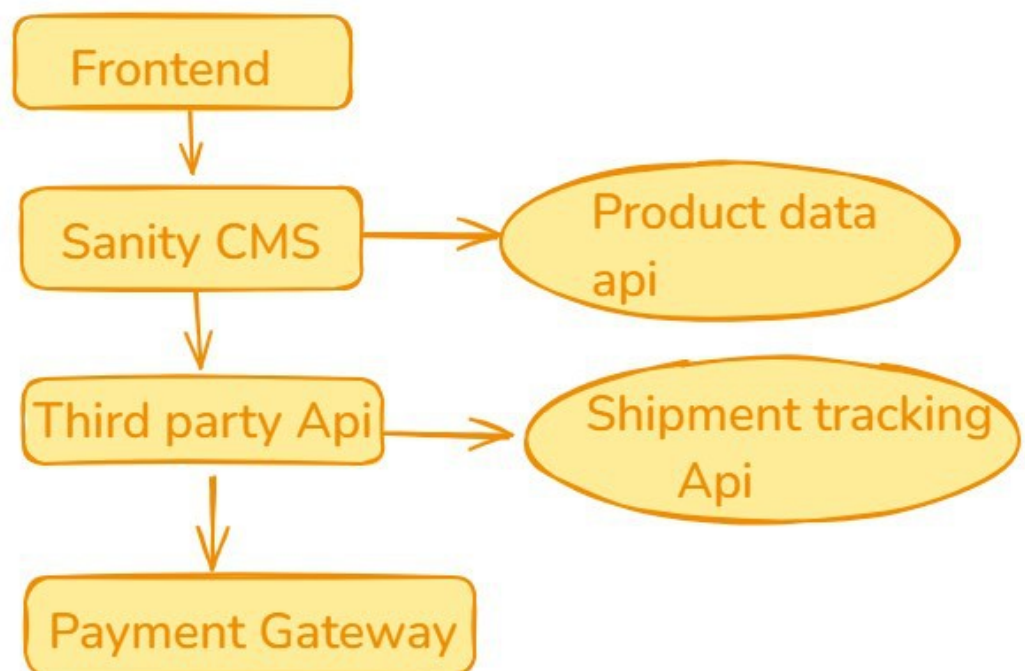 Frontend
Sanity CMS
Product data
api
Third party Api
Shipment tracking
Api
Payment Gateway